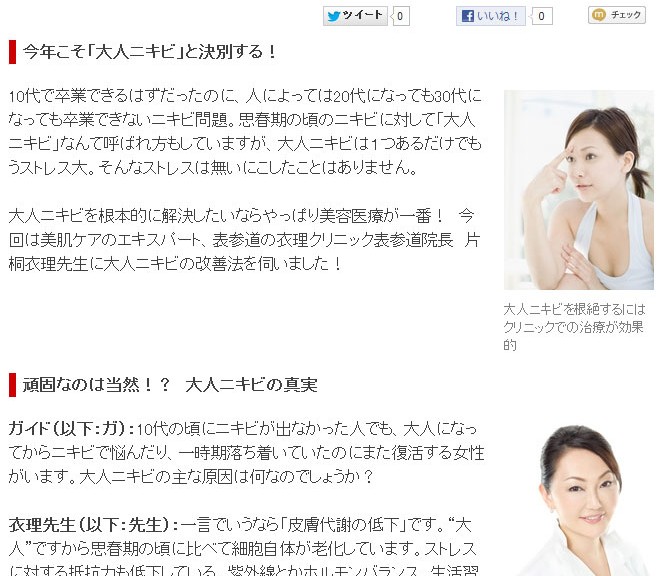 ツイート 0 いいね！ 0 m チェック
今年こそ「大人ニキビ」と決別する！
10代で卒業できるはずだったのに、人によっては20代になっても30代に
なっても卒業できないニキビ問題。思春期の頃のニキビに対して「大人
ニキビ」なんて呼ばれ方もしていますが、大人ニキビは１つあるだけでも
うストレス大。そんなストレスは無いにこしたことはありません。
大人ニキビを根本的に解決したいならやっぱり美容医療が一番！　今
回は美肌ケアのエキスパート、表参道の衣理クリニック表参道院長　片
桐衣理先生に大人ニキビの改善法を伺いました！
大人ニキビを根絶するには
クリニックでの治療が効果
的
頑固なのは当然！？　大人ニキビの真実
ガイド（以下：ガ）：10代の頃にニキビが出なかった人でも、大人になっ
てからニキビで悩んだり、一時期落ち着いていたのにまた復活する女性
がいます。大人ニキビの主な原因は何なのでしょうか？
衣理先生（以下：先生）：一言でいうなら「皮膚代謝の低下」です。“大
人”ですから思春期の頃に比べて細胞自体が老化しています。ストレス
に対する抵抗力も低下している、紫外線とかホルモンバランス、生活習